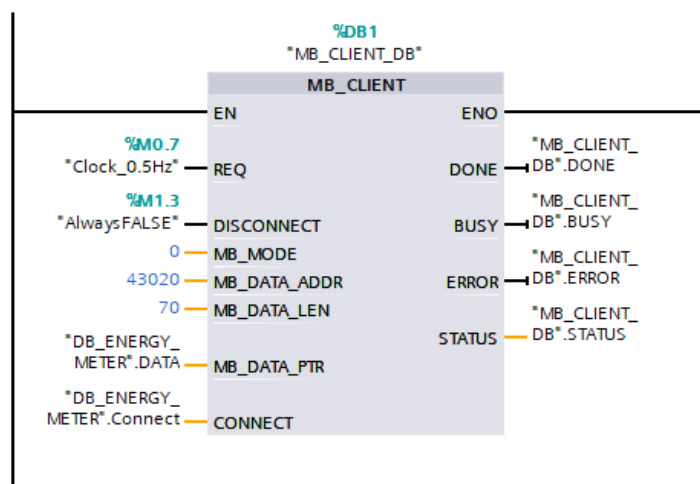 %DB1
"MB_CLIENT_DB"
MB_CLIENT
EN
ENO
%M0.7
"Clock_0.5Hz"
REQ
DONE
"MB_CLIENT_
DB".DONE
%M1.3
"AlwaysFALSE"
DISCONNECT
BUSY
"MB_CLIENT_
DB".BUSY
0
MB_MODE
43020
MB_DATA_ADDR
ERROR
"MB_CLIENT_
DB".ERROR
70
MB_DATA_LEN
STATUS
"MB_CLIENT_
DB".STATUS
"DB_ENERGY_
METER".DATA
MB_DATA_PTR
"DB_ENERGY_
METER".Connect
CONNECT